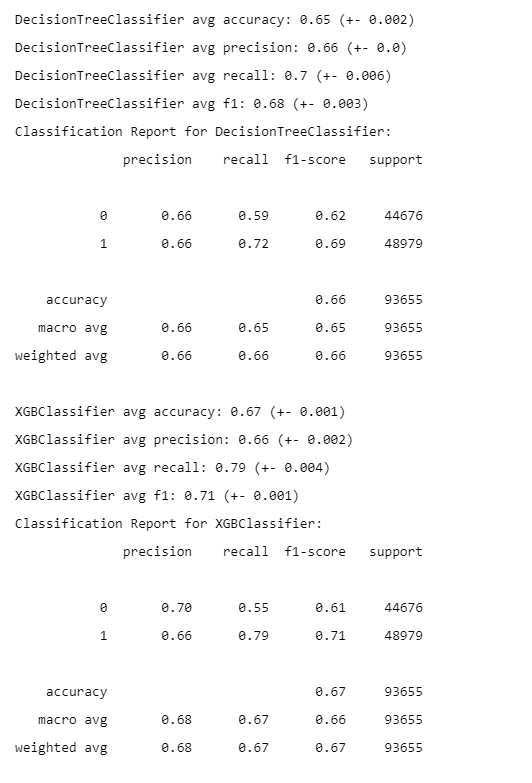 DecisionTreeClassifier avg accuracy: 0.65 (+- 0.002)
DecisionTreeClassifier avg precision: 0.66 (+- 0.0)
DecisionTreeClassifier avg recall: 0.7 (+- 0.006)
DecisionTreeClassifier avg f1: 0.68 (+- 0.003)
Classification Report for DecisionTreeClassifier:
precision recall f1-score support
0 0.66 0.59 0.62 44676
1 0.66 0.72 0.69 48979
accuracy 0.66 93655
macro avg 0.66 0.65 0.65 93655
weighted avg 0.66 0.66 0.66 93655
XGBClassifier avg accuracy: 0.67 (+- 0.001)
XGBClassifier avg precision: 0.66 (+- 0.002)
XGBClassifier avg recall: 0.79 (+- 0.004)
XGBClassifier avg f1: 0.71 (+- 0.001)
Classification Report for XGBClassifier:
precision recall f1-score support
0 0.70 0.55 0.61 44676
1 0.66 0.79 0.71 48979
accuracy 0.67 93655
macro avg 0.68 0.67 0.66 93655
weighted avg 0.68 0.67 0.67 93655